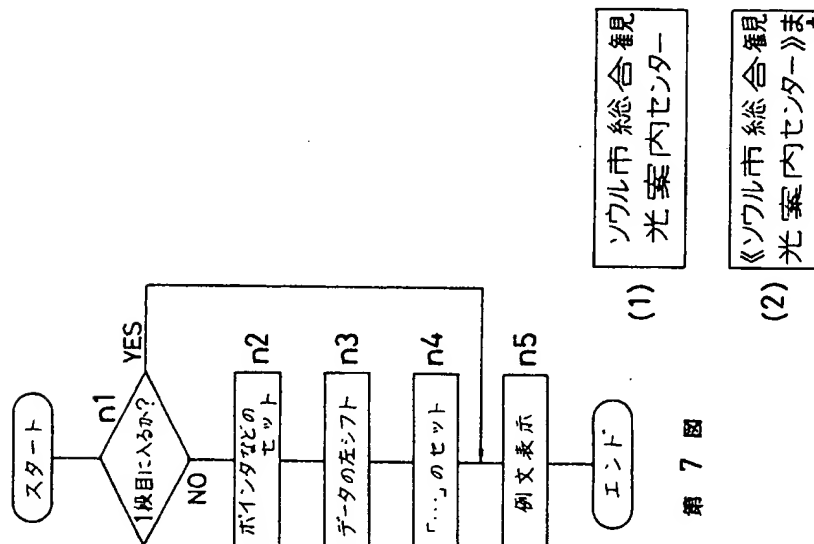 スタート
n1
1段目に入るか?
YES
NO
n2
ポインタなどの
セット
n3
データの左シフト
n4
「…」のセット
n5
例文表示
エンド
第 7 図
(1)
ソウル市総合観
光案内センター
(2)
《ソウル市総合観
光案内センター》ま